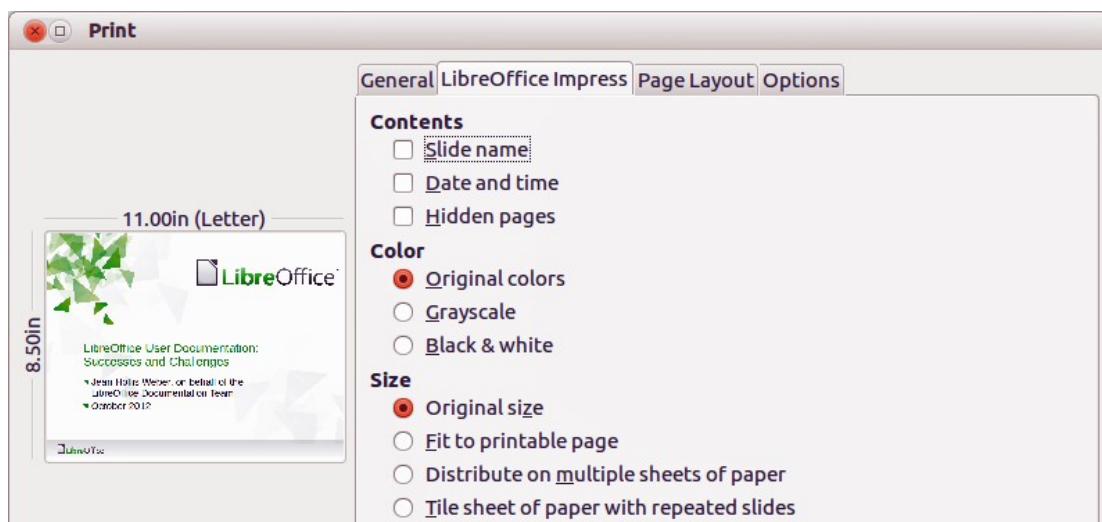 Print
General LibreOffice Impress Page Layout Options
Contents
Slide name
Date and time
Hidden pages
11.00in (Letter)
Color
Original colors
Grayscale
Black & white
Size
Original size
Fit to printable page
Distribute on multiple sheets of paper
Tile sheet of paper with repeated slides
8.50in
LibreOffice
LibreOffice User Documentation:
Successes and Challenges
Jean Hollis Weber, on behalf of the
LibreOffice Documentation Team
October 2012
LibreOffice